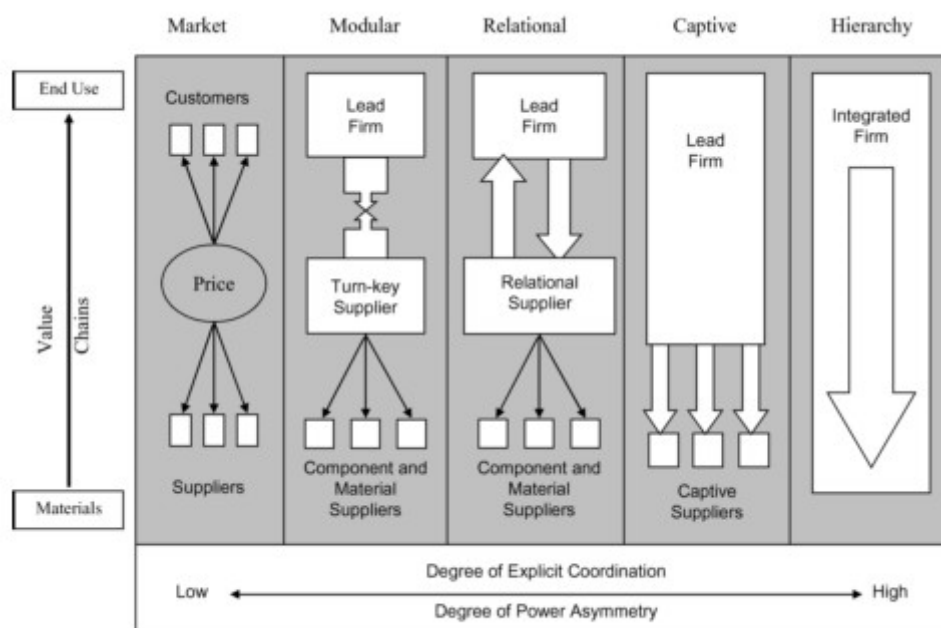 Market
Modular
Relational
Captive
Hierarchy
End Use
Value
Chains
Materials
Customers
Price
Suppliers
Lead
Firm
Turn-key
Supplier
Component and
Material
Suppliers
Lead
Firm
Relational
Supplier
Component and
Material
Suppliers
Lead
Firm
Captive
Suppliers
Integrated
Firm
Degree of Explicit Coordination
Low
High
Degree of Power Asymmetry